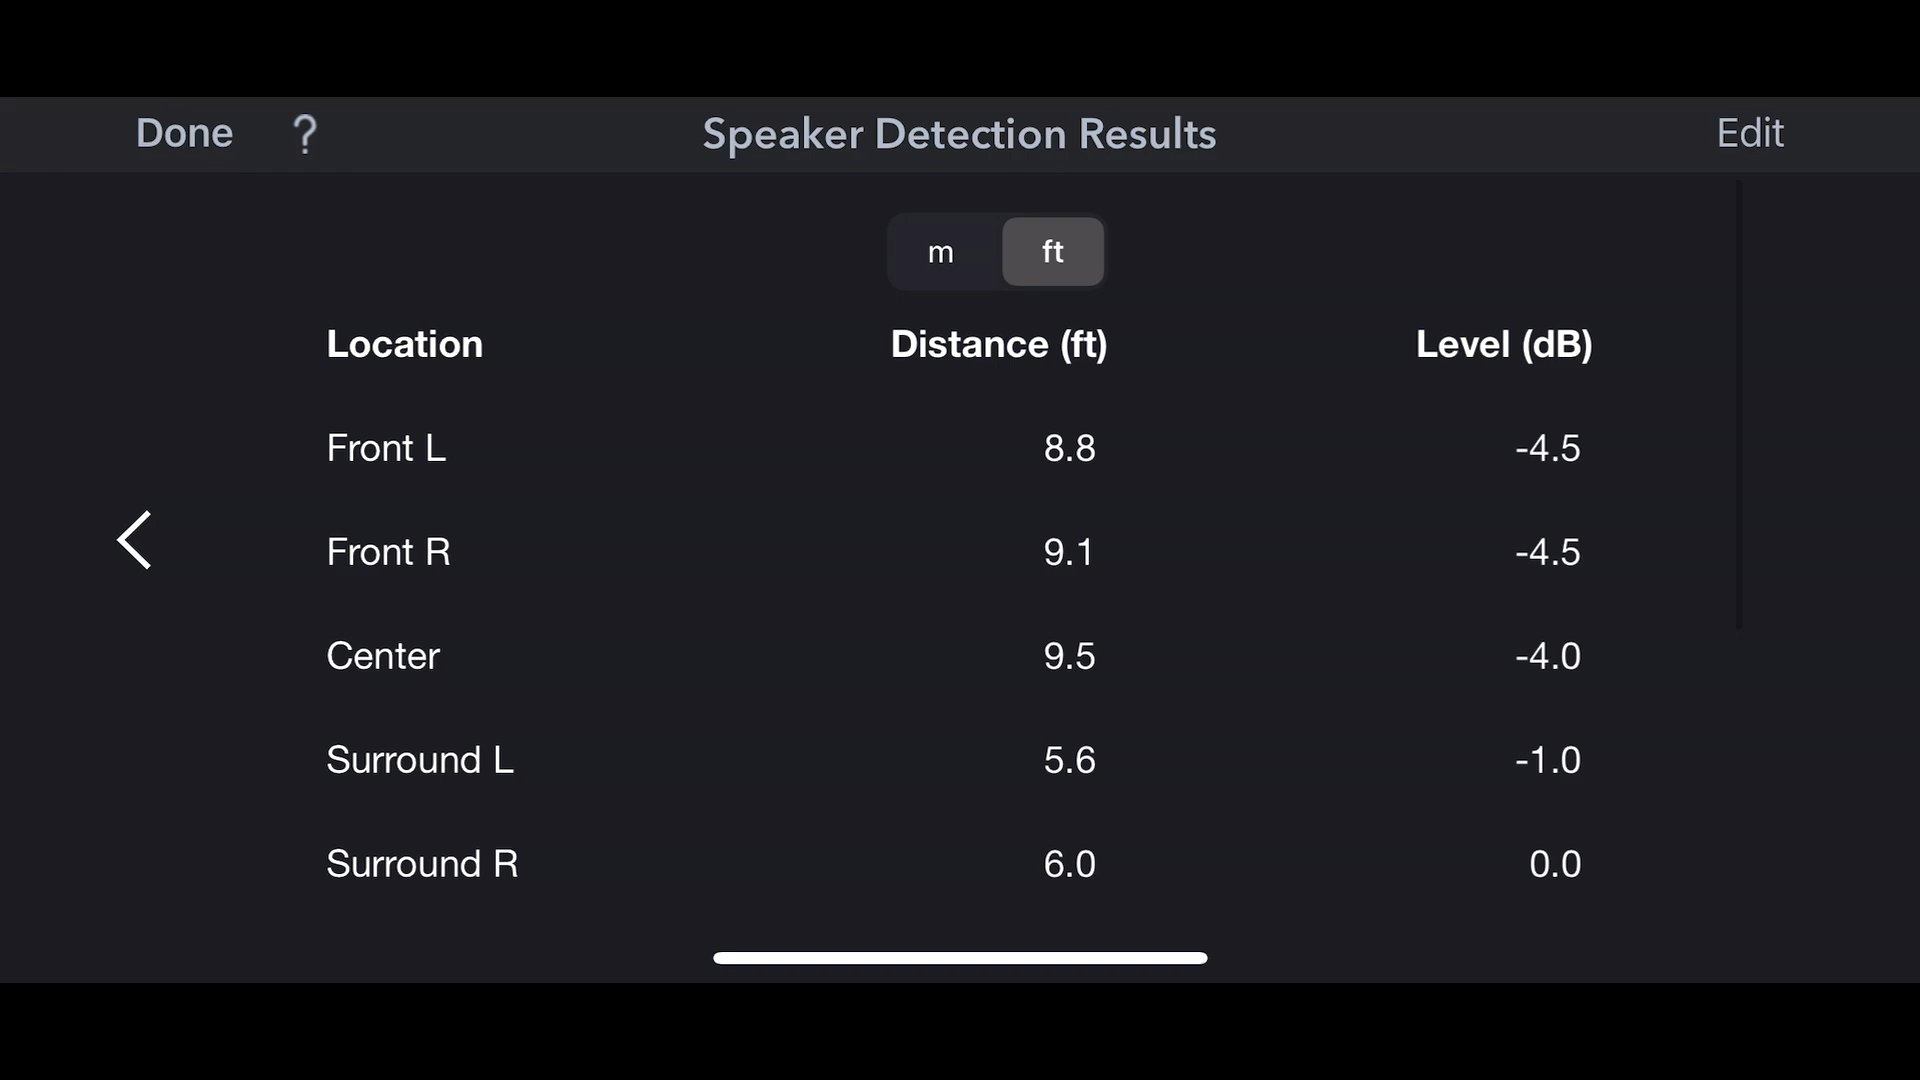 Done ? Speaker Detection Results Edit
m ft
Location Distance (ft) Level (dB)
Front L 8.8 -4.5
Front R 9.1 -4.5
Center 9.5 -4.0
Surround L 5.6 -1.0
Surround R 6.0 0.0